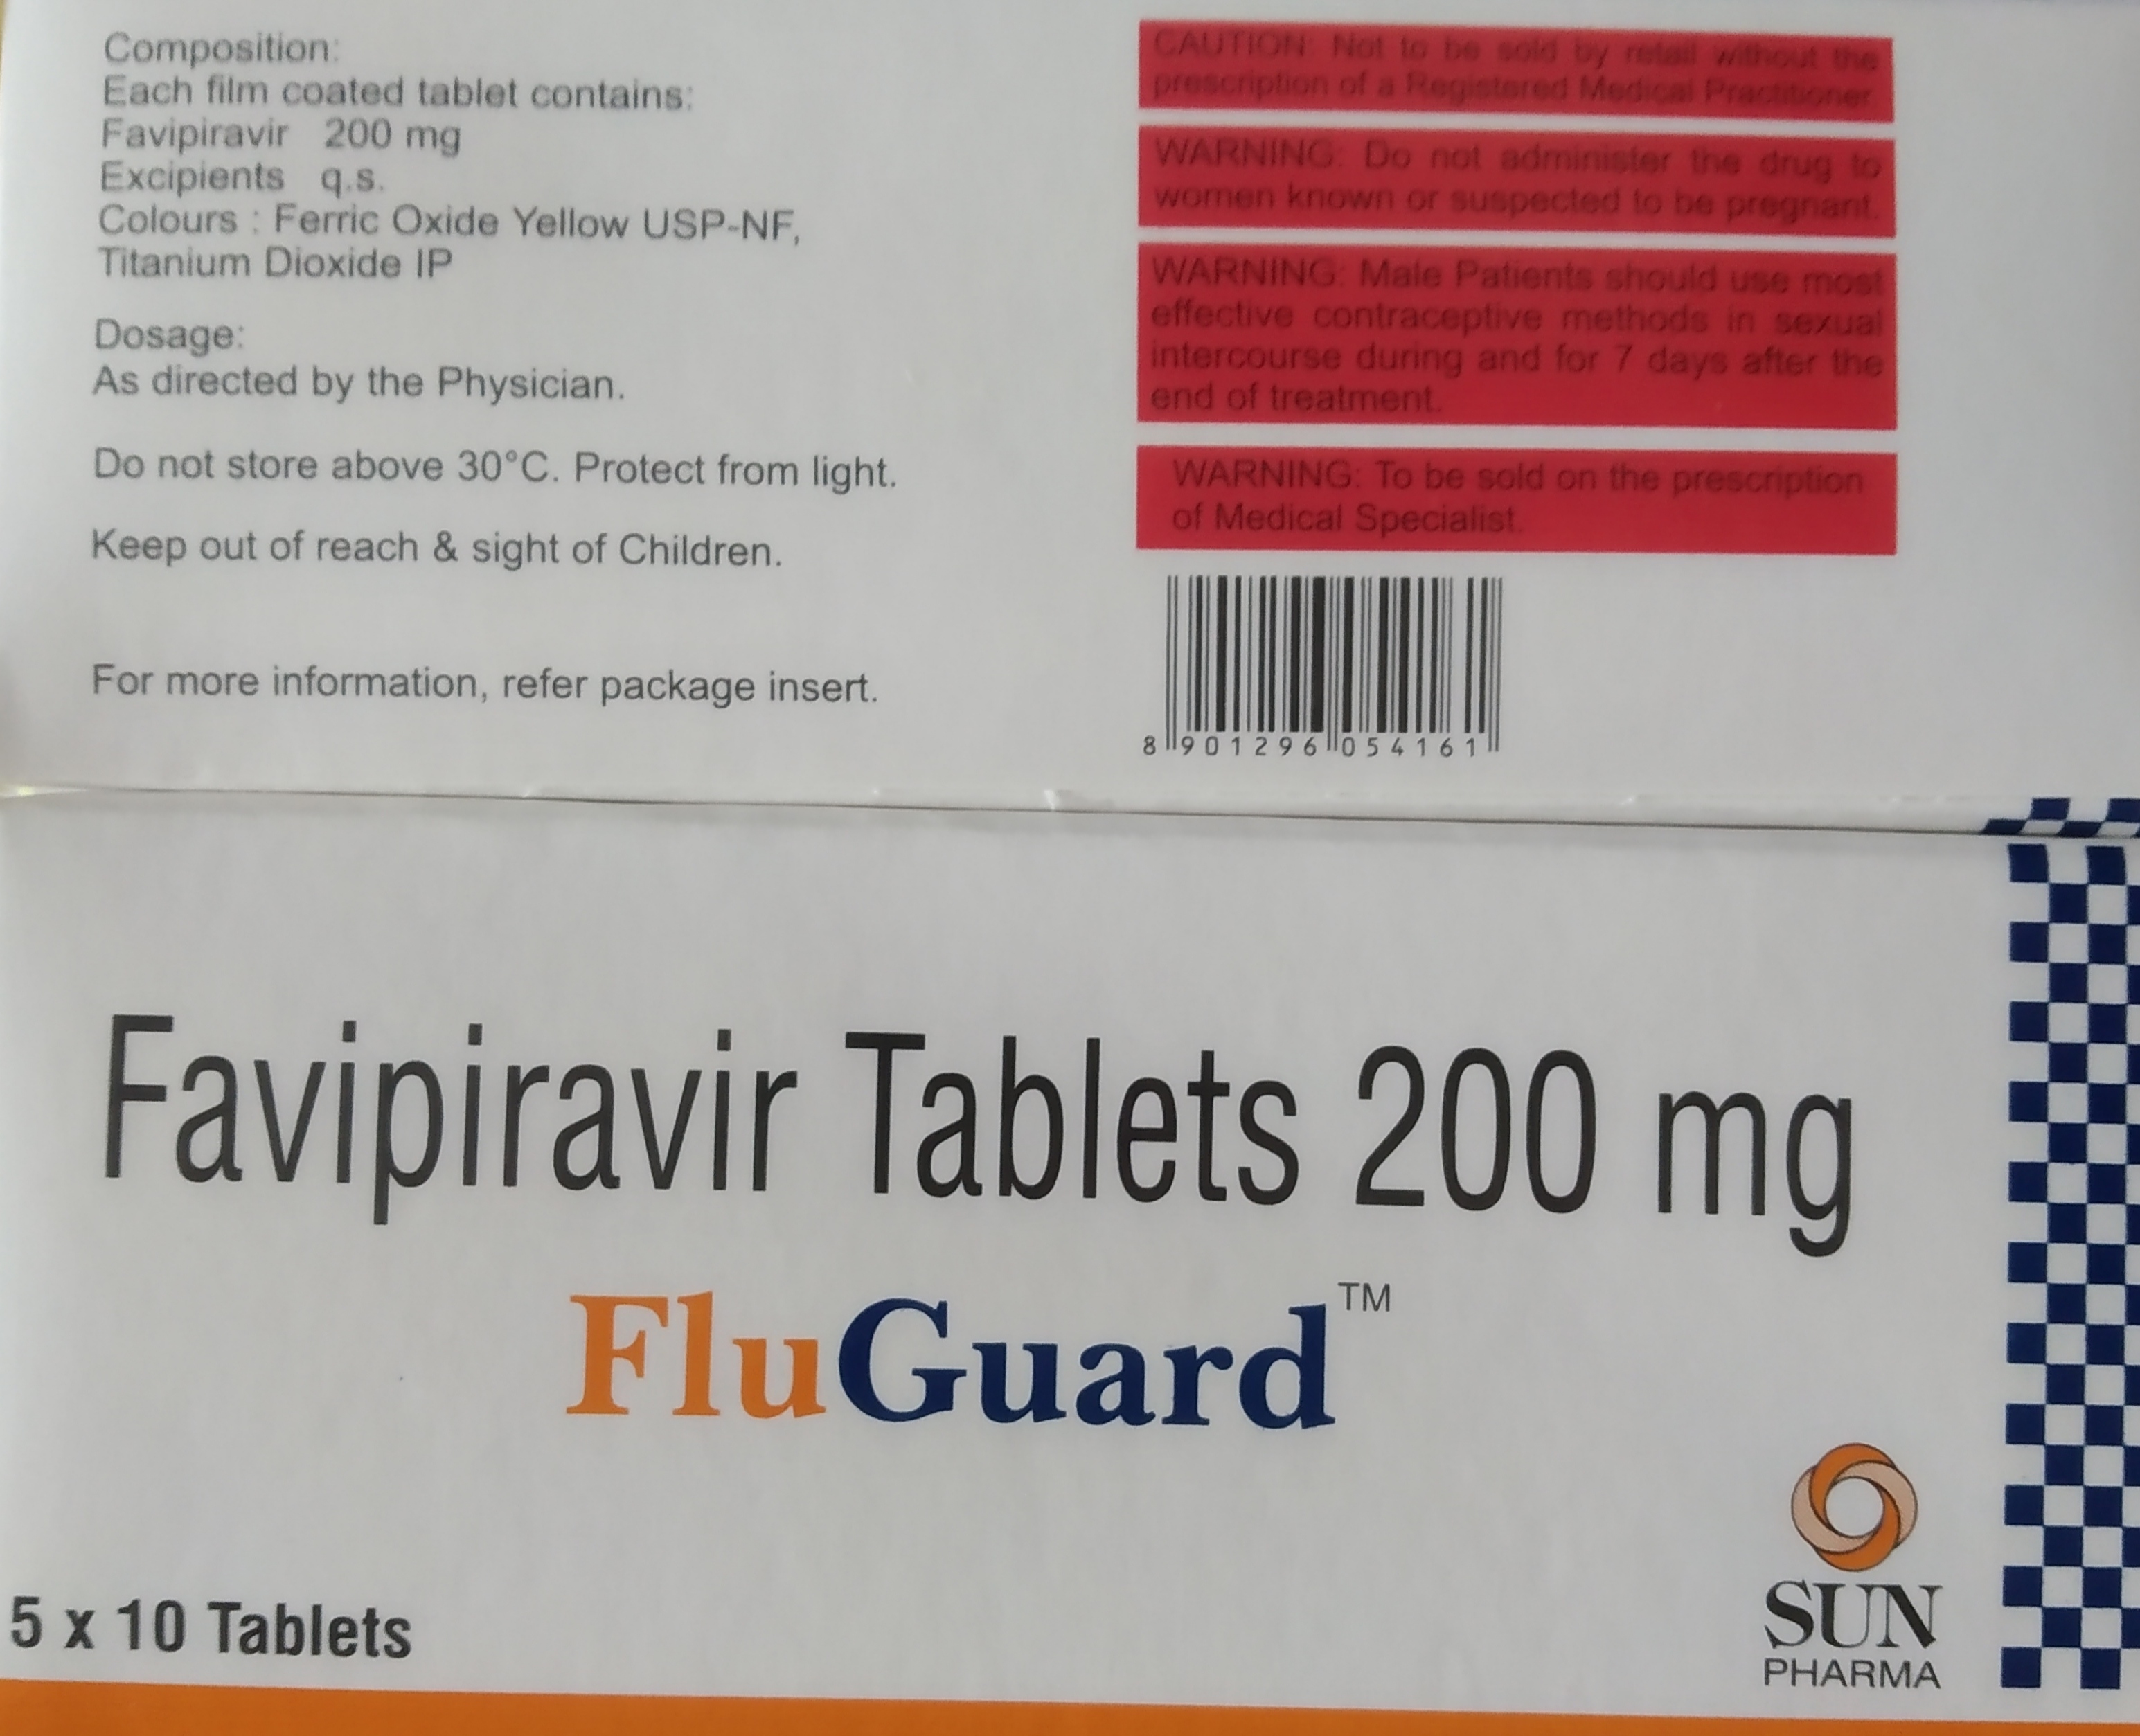 Composition:
Each film coated tablet contains:
Favipiravir 200 mg
Excipients q.s.
Colours : Ferric Oxide Yellow USP-NF,
Titanium Dioxide IP
Dosage:
As directed by the Physician.
Do not store above 30°C. Protect from light.
Keep out of reach & sight of Children.
For more information, refer package insert.
CAUTION: Not to be sold by retail without the
prescription of a Registered Medical Practitioner
WARNING: Do not administer the drug to
women known or suspected to be pregnant.
WARNING: Male Patients should use most
effective contraceptive methods in sexual
intercourse during and for 7 days after the
end of treatment.
WARNING: To be sold on the prescription
of Medical Specialist.
8 901296 054161
Favipiravir Tablets 200 mg
FluGuard™
5 x 10 Tablets
SUN
PHARMA